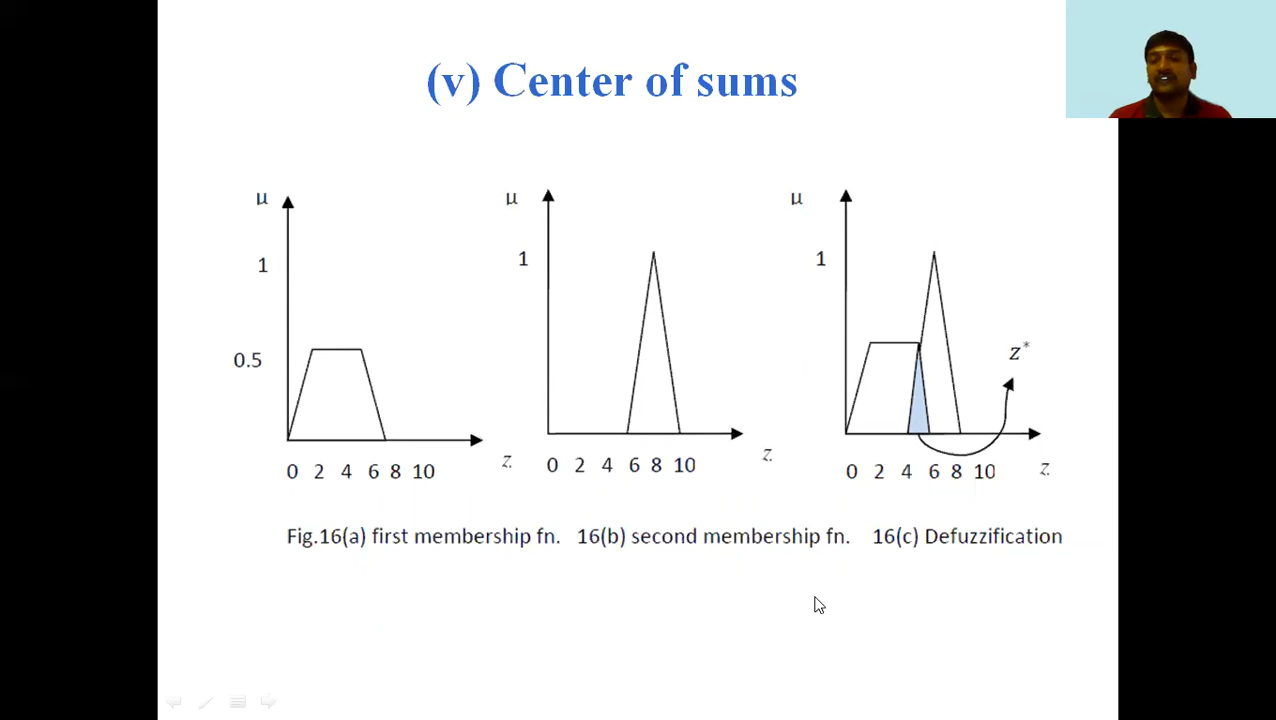 (v) Center of sums
μ
1
0.5
0 2 4 6 8 10
z
μ
1
0 2 4 6 8 10
z
μ
1
z*
0 2 4 6 8 10
z
Fig.16(a) first membership fn. 16(b) second membership fn. 16(c) Defuzzification